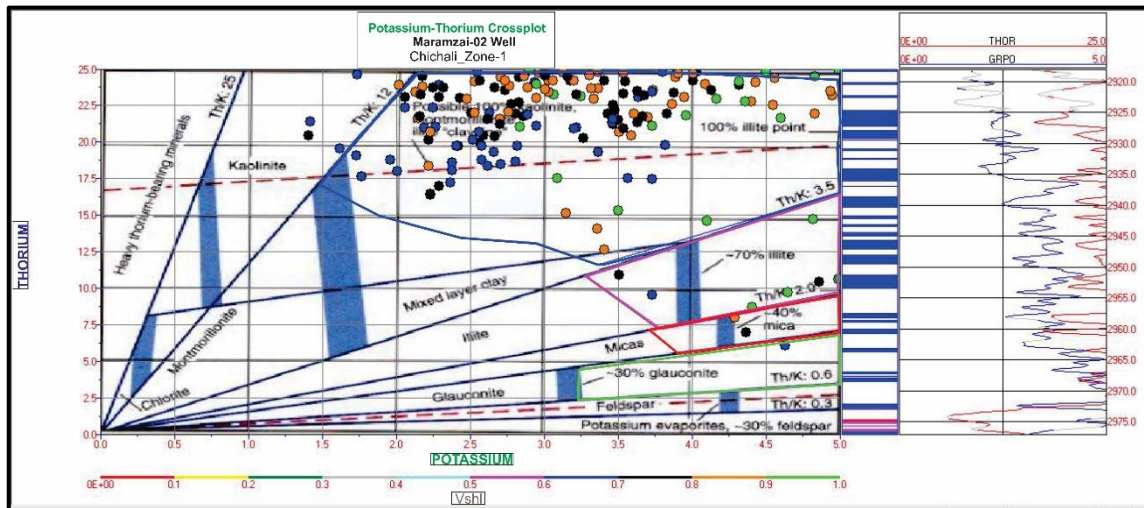 Potassium-Thorium Crossplot
Maramzai-02 Well
Chichali_Zone-1
0E+00 THOR 25.0
0E+00 GRPO 5.0
25.0
22.5
20.0
17.5
15.0
12.5
10.0
7.5
5.0
2.5
0.
THORIUM
Heavy thorium-bearing minerals
Th/K: 25
Th/K: 12
Possible 100% kaolinite,
montmorillonite,
illite "clay line"
100% illite point
Kaolinite
Th/K: 3.5
~70% illite
Mixed layer clay
Th/K: 2.0
~40%
mica
Montmorillonite
Illite
Micas
Chlorite
Glauconite
~30% glauconite
Th/K: 0.6
Feldspar
Th/K: 0.3
Potassium evaporites, ~30% feldspar
0. 0.5 1.0 1.5 2.0 2.5 3.0 3.5 4.0 4.5 5.0
POTASSIUM
0E+00 0.1 0.2 0.3 0.4 0.5 0.6 0.7 0.8 0.9 1.0
Vshl
2920.0
2925.0
2930.0
2935.0
2940.0
2945.0
2950.0
2955.0
2960.0
2965.0
2970.0
2975.0